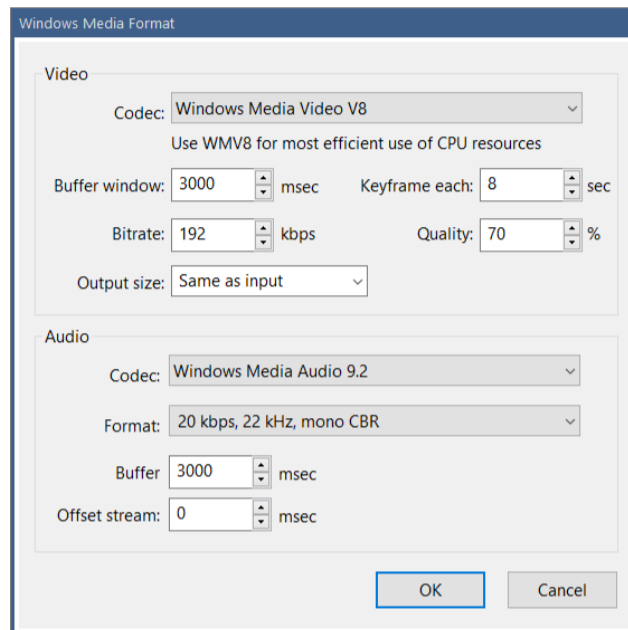 Windows Media Format
Video
Codec: Windows Media Video V8
Use WMV8 for most efficient use of CPU resources
Buffer window: 3000 msec Keyframe each: 8 sec
Bitrate: 192 kbps Quality: 70 %
Output size: Same as input
Audio
Codec: Windows Media Audio 9.2
Format: 20 kbps, 22 kHz, mono CBR
Buffer 3000 msec
Offset stream: 0 msec
OK Cancel